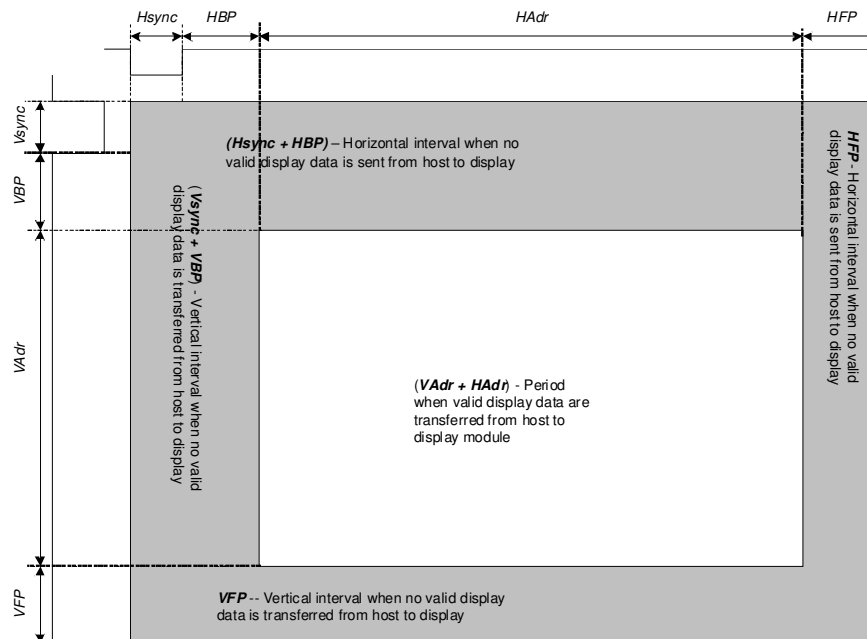 Hsync HBP HAdr HFP
Vsync
VBP
VAdr
VFP
(Hsync + HBP) – Horizontal interval when no
valid display data is sent from host to display
(Vsync + VBP) - Vertical interval when no valid
display data is transferred from host to display
HFP - Horizontal interval when no valid
display data is sent from host to display
(VAdr + HAdr) - Period
when valid display data are
transferred from host to
display module
VFP -- Vertical interval when no valid display
data is transferred from host to display